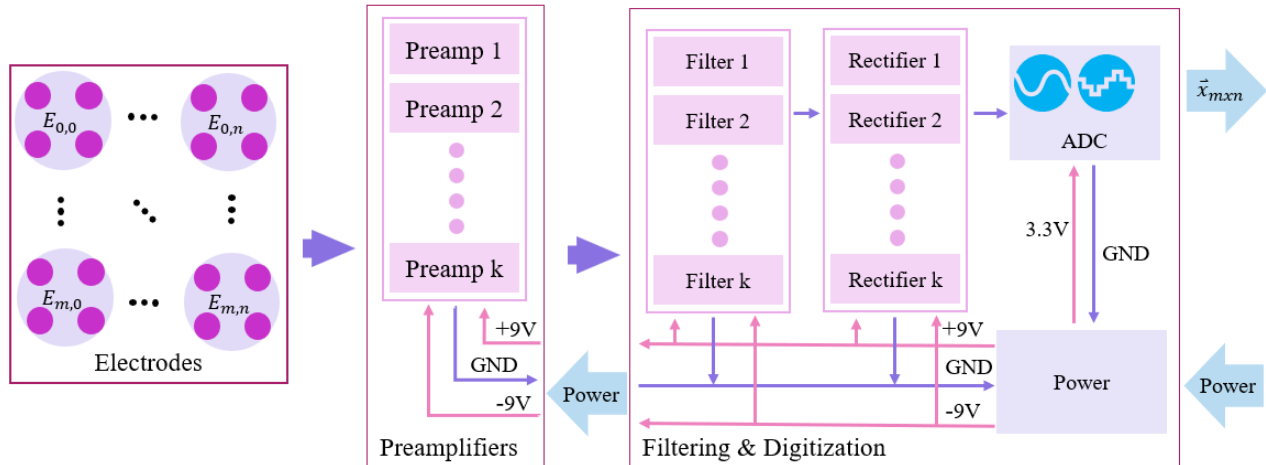 E0,0
E0,n
Em,0
Em,n
Electrodes
Preamp 1
Preamp 2
Preamp k
+9V
GND
-9V
Preamplifiers
Power
Filter 1
Filter 2
Filter k
Rectifier 1
Rectifier 2
Rectifier k
ADC
3.3V
GND
+9V
GND
-9V
Power
Filtering & Digitization
x⃗mxn
Power